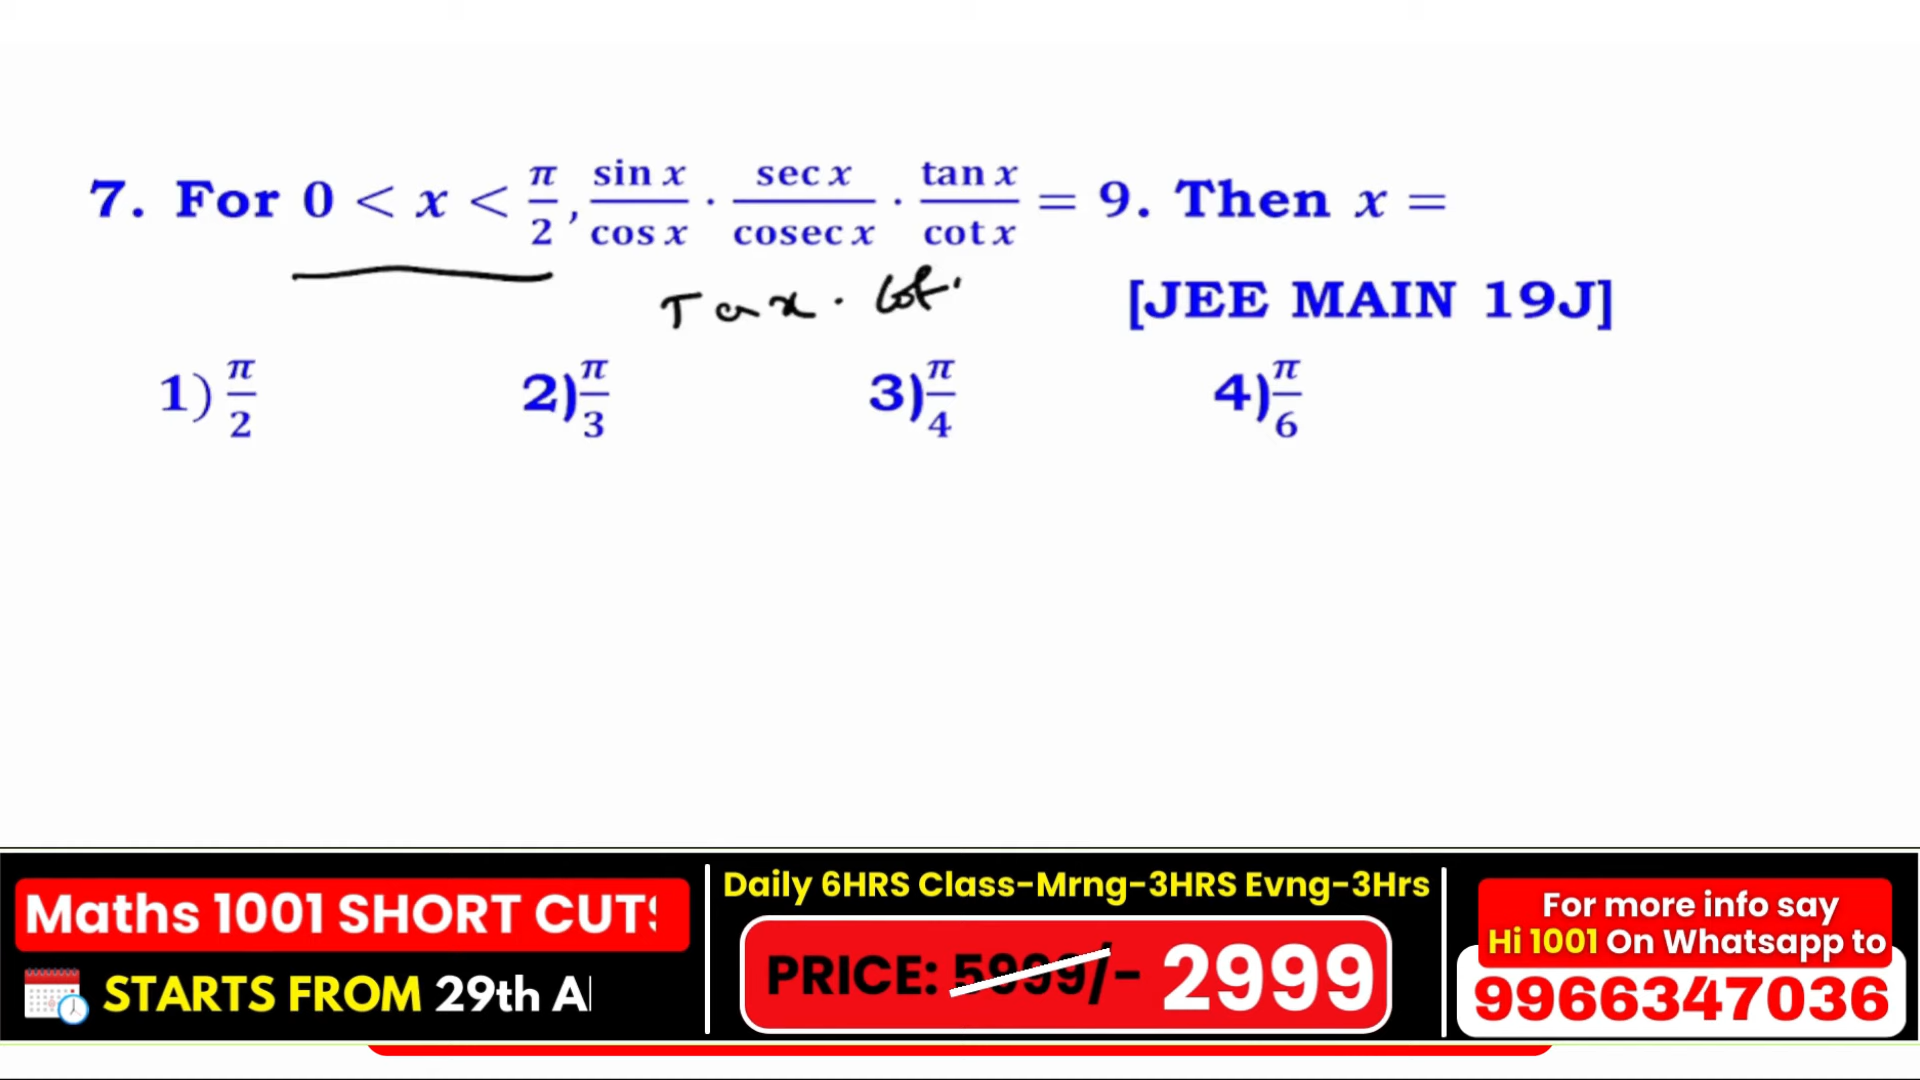 7. For 0 < x < π/2, sin x/cos x · sec x/cosec x · tan x/cot x = 9. Then x =
Tan x · Cot
[JEE MAIN 19J]
1) π/2 2) π/3 3) π/4 4) π/6
Maths 1001 SHORT CUTS
STARTS FROM 29th A
Daily 6HRS Class-Mrng-3HRS Evng-3Hrs
PRICE: 5999/- 2999
For more info say
Hi 1001 On Whatsapp to
9966347036